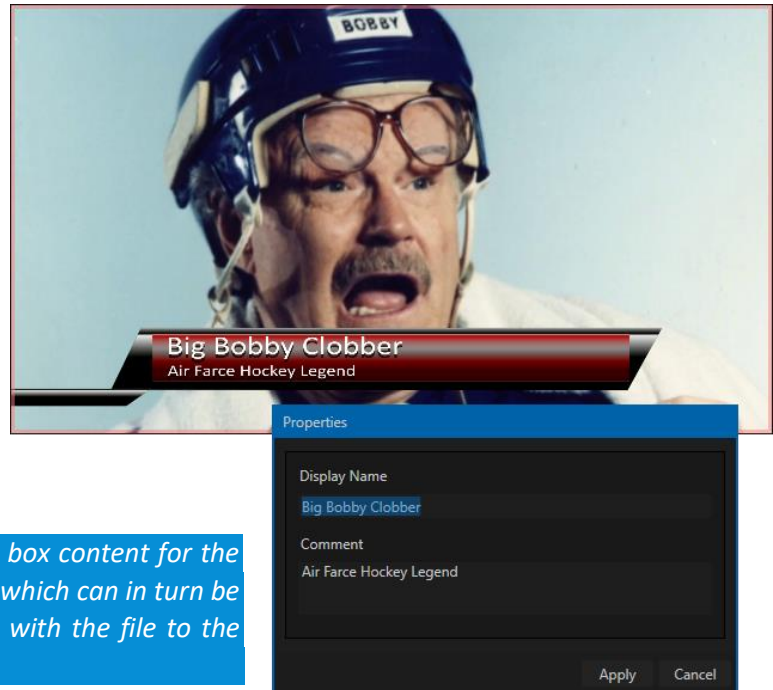 BOBBY
Big Bobby Clobber
Air Farce Hockey Legend
Properties
Display Name
Big Bobby Clobber
Comment
Air Farce Hockey Legend
Apply Cancel
box content for the
which can in turn be
with the file to the